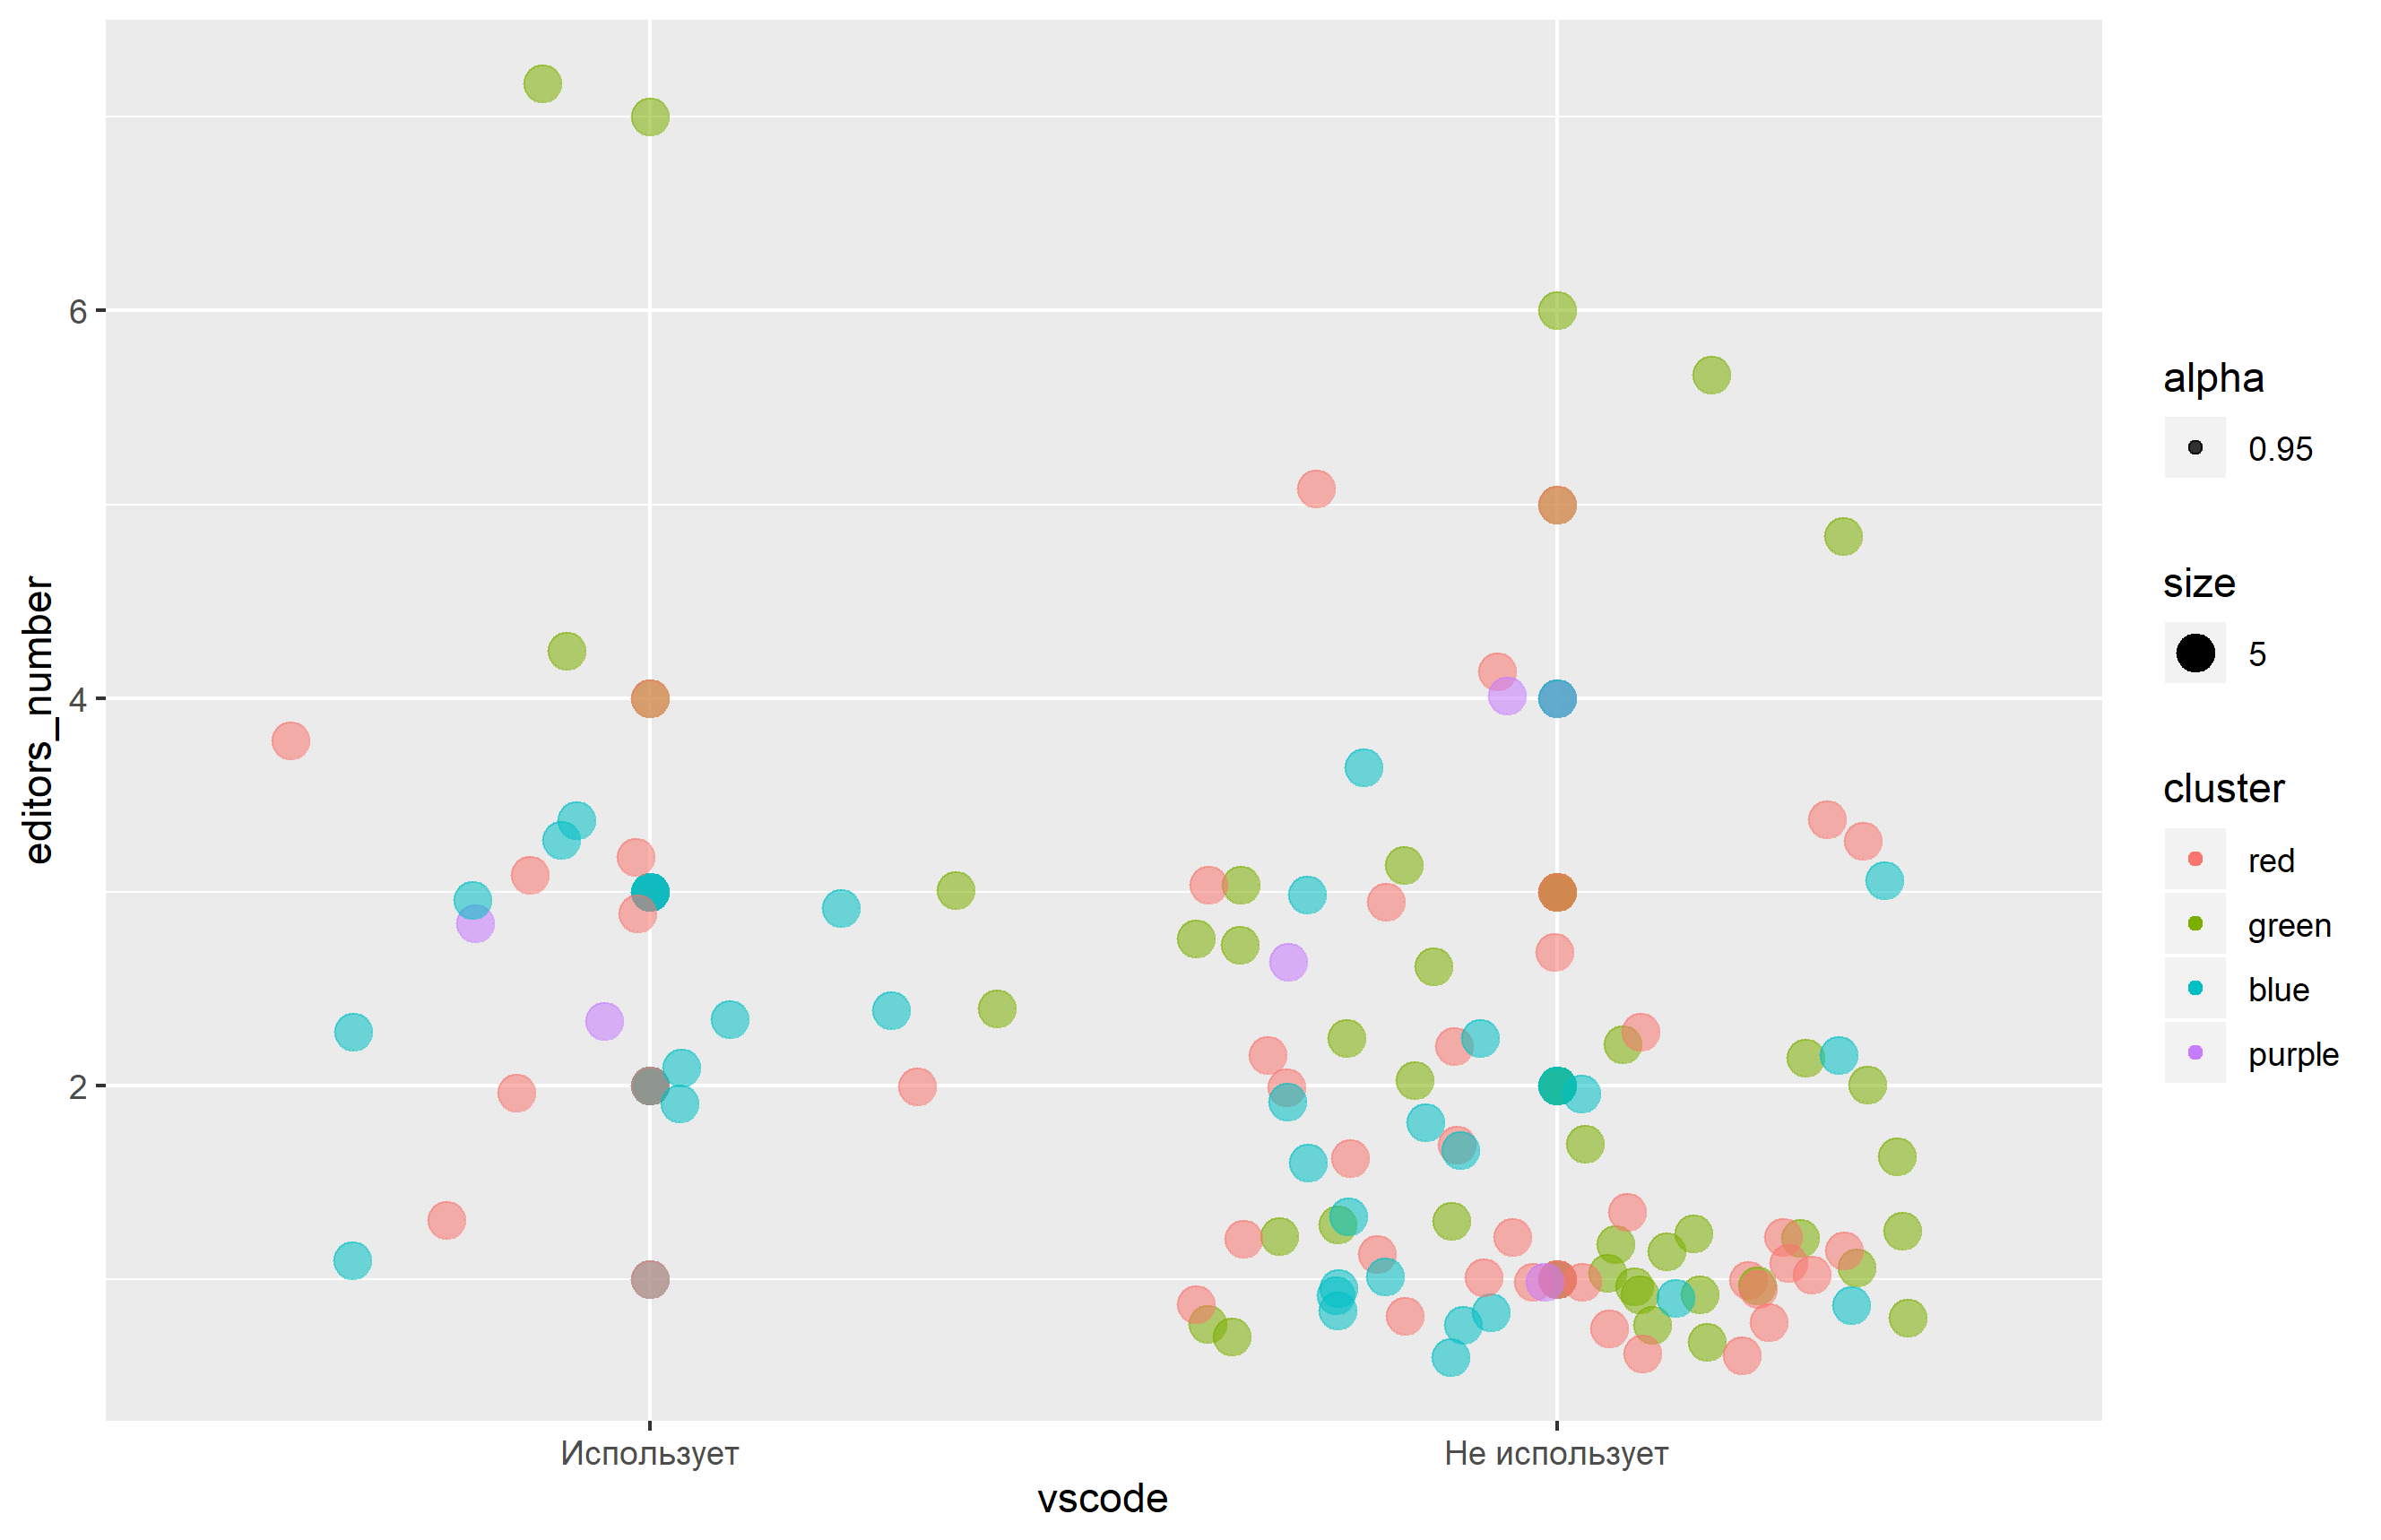 editors_number
6
4
2
Использует
Не использует
vscode
alpha
0.95
size
5
cluster
red
green
blue
purple